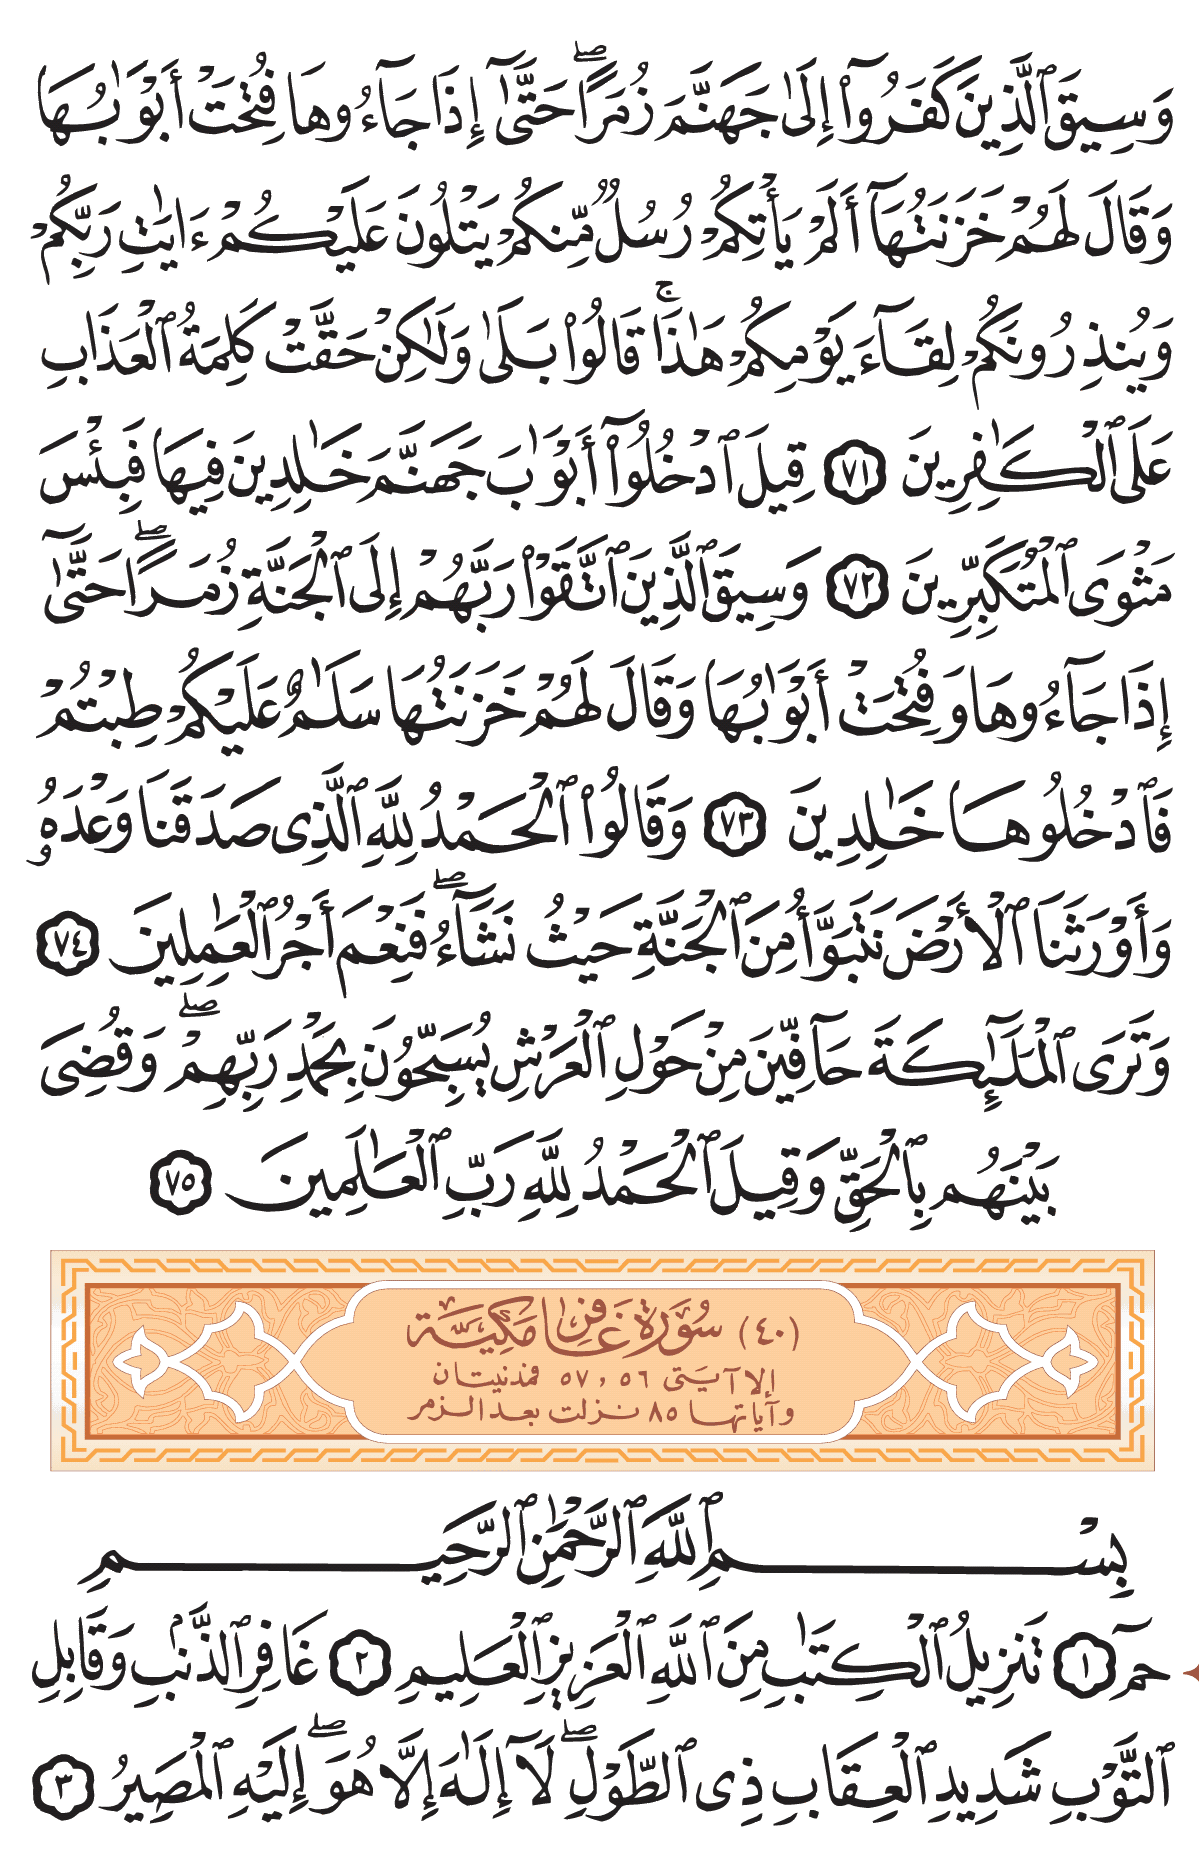 وَسِيقَ ٱلَّذِينَ كَفَرُوٓا۟ إِلَىٰ جَهَنَّمَ زُمَرًا ۖ حَتَّىٰٓ إِذَا جَآءُوهَا فُتِحَتْ أَبْوَٰبُهَا
وَقَالَ لَهُمْ خَزَنَتُهَآ أَلَمْ يَأْتِكُمْ رُسُلٌ مِّنكُمْ يَتْلُونَ عَلَيْكُمْ ءَايَٰتِ رَبِّكُمْ
وَيُنذِرُونَكُمْ لِقَآءَ يَوْمِكُمْ هَٰذَا ۚ قَالُوا۟ بَلَىٰ وَلَٰكِنْ حَقَّتْ كَلِمَةُ ٱلْعَذَابِ
عَلَى ٱلْكَٰفِرِينَ ٧١ قِيلَ ٱدْخُلُوٓا۟ أَبْوَٰبَ جَهَنَّمَ خَٰلِدِينَ فِيهَا فَبِئْسَ
مَثْوَى ٱلْمُتَكَبِّرِينَ ٧٢ وَسِيقَ ٱلَّذِينَ ٱتَّقَوْا۟ رَبَّهُمْ إِلَى ٱلْجَنَّةِ زُمَرًا ۖ حَتَّىٰٓ
إِذَا جَآءُوهَا وَفُتِحَتْ أَبْوَٰبُهَا وَقَالَ لَهُمْ خَزَنَتُهَا سَلَٰمٌ عَلَيْكُمْ طِبْتُمْ
فَٱدْخُلُوهَا خَٰلِدِينَ ٧٣ وَقَالُوا۟ ٱلْحَمْدُ لِلَّهِ ٱلَّذِى صَدَقَنَا وَعْدَهُۥ
وَأَوْرَثَنَا ٱلْأَرْضَ نَتَبَوَّأُ مِنَ ٱلْجَنَّةِ حَيْثُ نَشَآءُ ۖ فَنِعْمَ أَجْرُ ٱلْعَٰمِلِينَ ٧٤
وَتَرَى ٱلْمَلَٰٓئِكَةَ حَآفِّينَ مِنْ حَوْلِ ٱلْعَرْشِ يُسَبِّحُونَ بِحَمْدِ رَبِّهِمْ ۖ وَقُضِىَ
بَيْنَهُم بِٱلْحَقِّ وَقِيلَ ٱلْحَمْدُ لِلَّهِ رَبِّ ٱلْعَٰلَمِينَ ٧٥
(٤٠) سُورَة غَافِر مَكيَّة
إلا آيتى ٥٦ , ٥٧ فمدنيتان
وآياتها ٨٥ نزلت بعد الزمر
بِسْمِ ٱللَّهِ ٱلرَّحْمَٰنِ ٱلرَّحِيمِ
حمٓ ١ تَنزِيلُ ٱلْكِتَٰبِ مِنَ ٱللَّهِ ٱلْعَزِيزِ ٱلْعَلِيمِ ٢ غَافِرِ ٱلذَّنۢبِ وَقَابِلِ
ٱلتَّوْبِ شَدِيدِ ٱلْعِقَابِ ذِى ٱلطَّوْلِ ۖ لَآ إِلَٰهَ إِلَّا هُوَ ۖ إِلَيْهِ ٱلْمَصِيرُ ٣